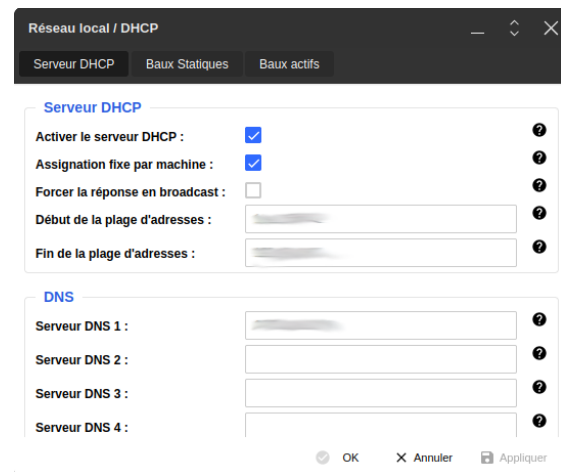 Réseau local / DHCP
Serveur DHCP Baux Statiques Baux actifs
Serveur DHCP
Activer le serveur DHCP :
Assignation fixe par machine :
Forcer la réponse en broadcast :
Début de la plage d'adresses :
Fin de la plage d'adresses :
DNS
Serveur DNS 1 :
Serveur DNS 2 :
Serveur DNS 3 :
Serveur DNS 4 :
OK Annuler Appliquer